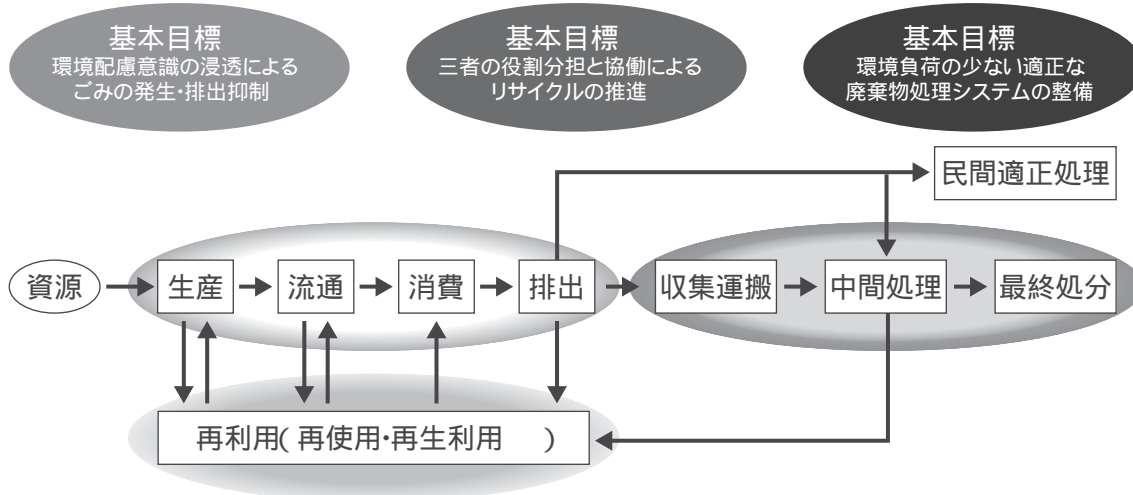 基本目標
環境配慮意識の浸透による
ごみの発生・排出抑制
基本目標
三者の役割分担と協働による
リサイクルの推進
基本目標
環境負荷の少ない適正な
廃棄物処理システムの整備
民間適正処理
資源
生産
流通
消費
排出
収集運搬
中間処理
最終処分
再利用(再使用・再生利用 )